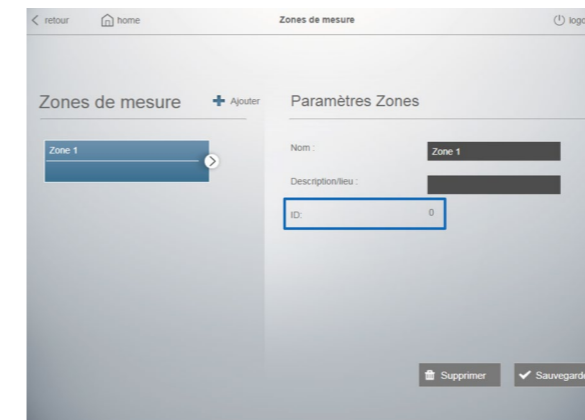 retour home Zones de mesure logo
Zones de mesure Ajouter
Paramètres Zones
Zone 1
Nom : Zone 1
Description/lieu :
ID: 0
Supprimer Sauvegarde